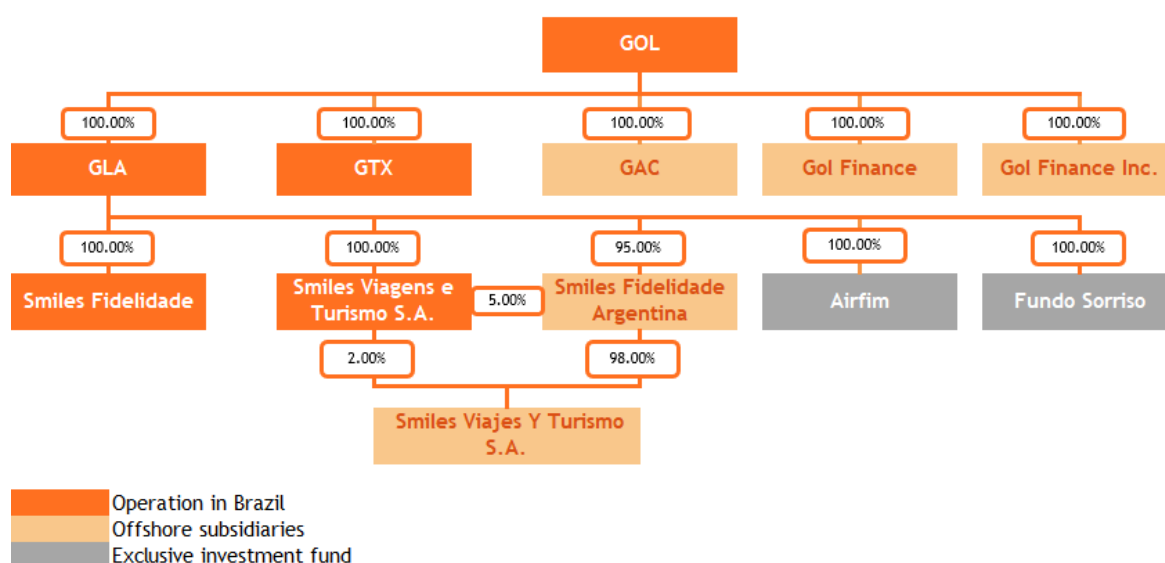 GOL
100.00%
100.00%
100.00%
100.00%
100.00%
GLA
GTX
GAC
Gol Finance
Gol Finance Inc.
100.00%
100.00%
95.00%
100.00%
100.00%
Smiles Fidelidade
Smiles Viagens e
Turismo S.A.
5.00%
Smiles Fidelidade
Argentina
Airfim
Fundo Sorriso
2.00%
98.00%
Smiles Viajes Y Turismo
S.A.
Operation in Brazil
Offshore subsidiaries
Exclusive investment fund